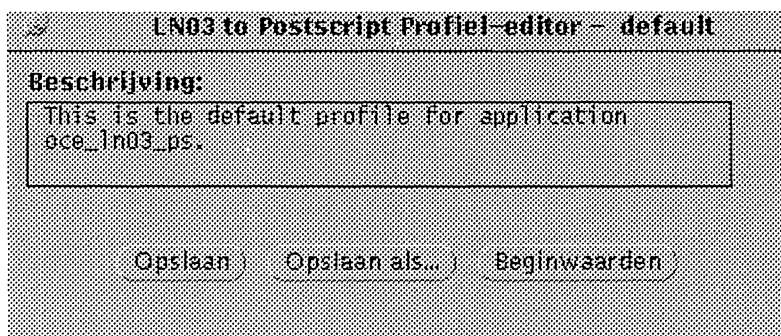 LN03 to Postscript Profiel-editor - default
Beschrijving:
This is the default profile for application
oce_ln03_ps.
Opslaan Opslaan als... Beginwaarden